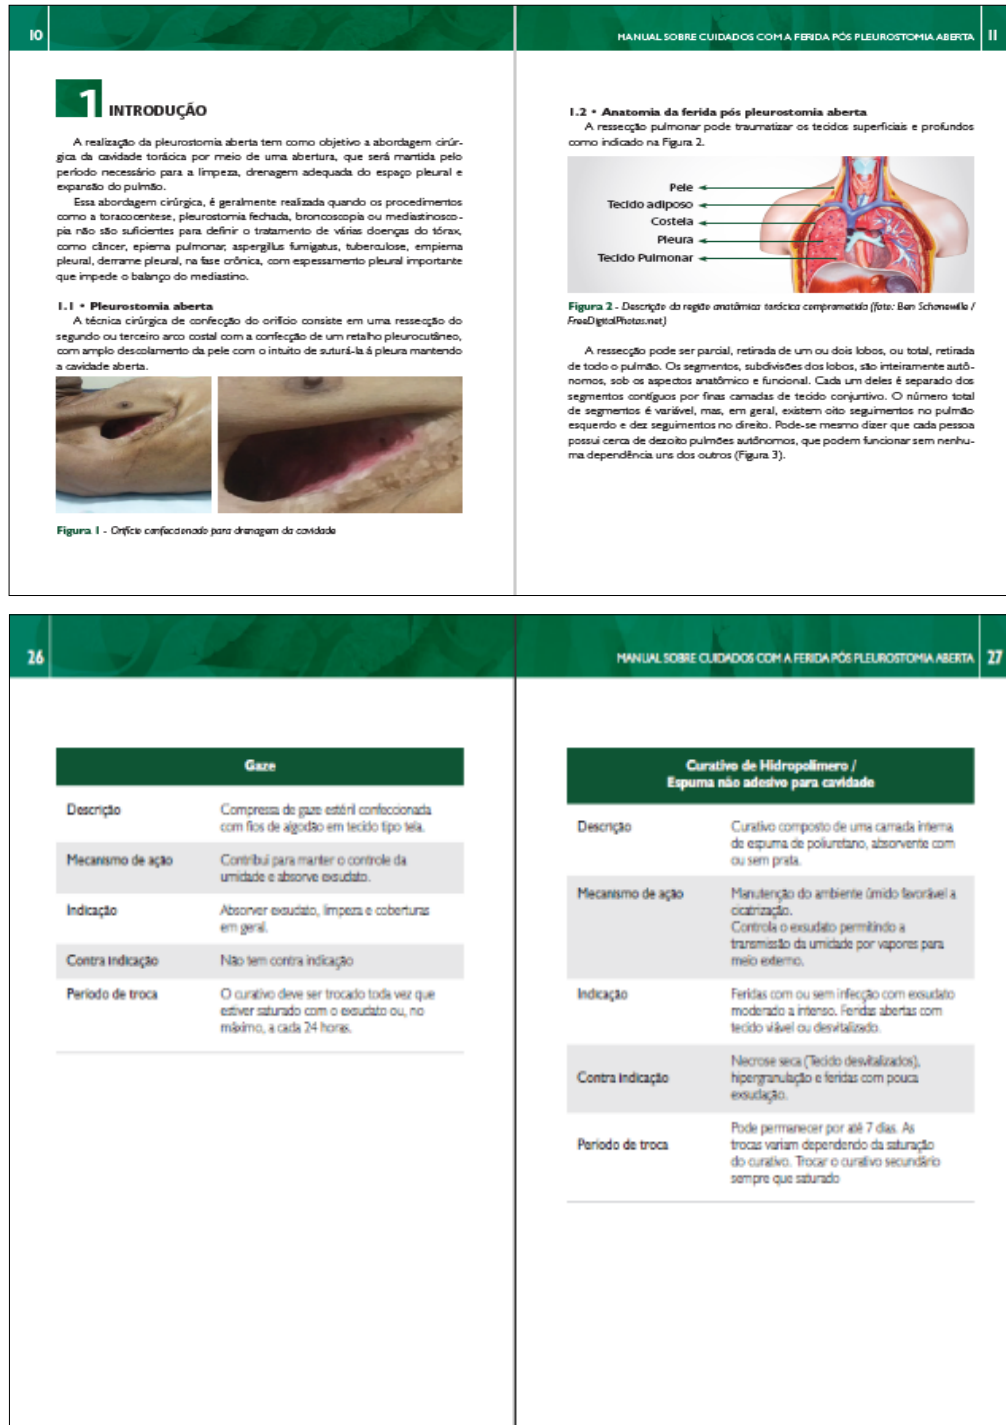 10
1 INTRODUÇÃO
A realização da pleurostomia aberta tem como objetivo a abordagem cirúr-
gica da cavidade torácica por meio de uma abertura, que será mantida pelo
período necessário para a limpeza, drenagem adequada do espaço pleural e
expansão do pulmão.
Essa abordagem cirúrgica, é geralmente realizada quando os procedimentos
como a toracocentese, pleurostomia fechada, broncoscopia ou mediastinosco-
pia não são suficientes para definir o tratamento de várias doenças do tórax,
como câncer, epiema pulmonar, aspergillus fumigatus, tuberculose, empiema
pleural, derrame pleural, na fase crônica, com espessamento pleural importante
que impede o balanço do mediastino.
1.1 • Pleurostomia aberta
A técnica cirúrgica de confecção do orifício consiste em uma ressecção do
segundo ou terceiro arco costal com a confecção de um retalho pleurocutâneo,
com amplo descolamento da pele com o intuito de suturá-la á pleura mantendo
a cavidade aberta.
Figura 1 - Orifício confeccionado para drenagem da cavidade
MANUAL SOBRE CUIDADOS COM A FERIDA PÓS PLEUROSTOMIA ABERTA 11
1.2 • Anatomia da ferida pós pleurostomia aberta
A ressecção pulmonar pode traumatizar os tecidos superficiais e profundos
como indicado na Figura 2.
Pele
Tecido adiposo
Costela
Pleura
Tecido Pulmonar
Figura 2 - Descrição da região anatômica torácica comprometida (foto: Ben Schonewille /
FreeDigitalPhotos.net)
A ressecção pode ser parcial, retirada de um ou dois lobos, ou total, retirada
de todo o pulmão. Os segmentos, subdivisões dos lobos, são inteiramente autô-
nomos, sob os aspectos anatômico e funcional. Cada um deles é separado dos
segmentos contíguos por finas camadas de tecido conjuntivo. O número total
de segmentos é variável, mas, em geral, existem oito seguimentos no pulmão
esquerdo e dez seguimentos no direito. Pode-se mesmo dizer que cada pessoa
possui cerca de dezoito pulmões autônomos, que podem funcionar sem nenhu-
ma dependência uns dos outros (Figura 3).
26
Gaze
Descrição
Compressa de gaze estéril confeccionada
com fios de algodão em tecido tipo tela.
Mecanismo de ação
Contribui para manter o controle da
umidade e absorve exsudato.
Indicação
Absorver exsudato, limpeza e coberturas
em geral.
Contra indicação
Não tem contra indicação
Período de troca
O curativo deve ser trocado toda vez que
estiver saturado com o exsudato ou, no
máximo, a cada 24 horas.
MANUAL SOBRE CUIDADOS COM A FERIDA PÓS PLEUROSTOMIA ABERTA 27
Curativo de Hidropolímero /
Espuma não adesivo para cavidade
Descrição
Curativo composto de uma camada interna
de espuma de poliuretano, absorvente com
ou sem prata.
Mecanismo de ação
Manutenção do ambiente úmido favorável a
cicatrização.
Controla o exsudato permitindo a
transmissão da umidade por vapores para
meio externo.
Indicação
Feridas com ou sem infecção com exsudato
moderado a intenso. Feridas abertas com
tecido viável ou desvitalizado.
Contra indicação
Necrose seca (Tecido desvitalizados),
hipergranulação e feridas com pouca
exsudação.
Período de troca
Pode permanecer por até 7 dias. As
trocas variam dependendo da saturação
do curativo. Trocar o curativo secundário
sempre que saturado